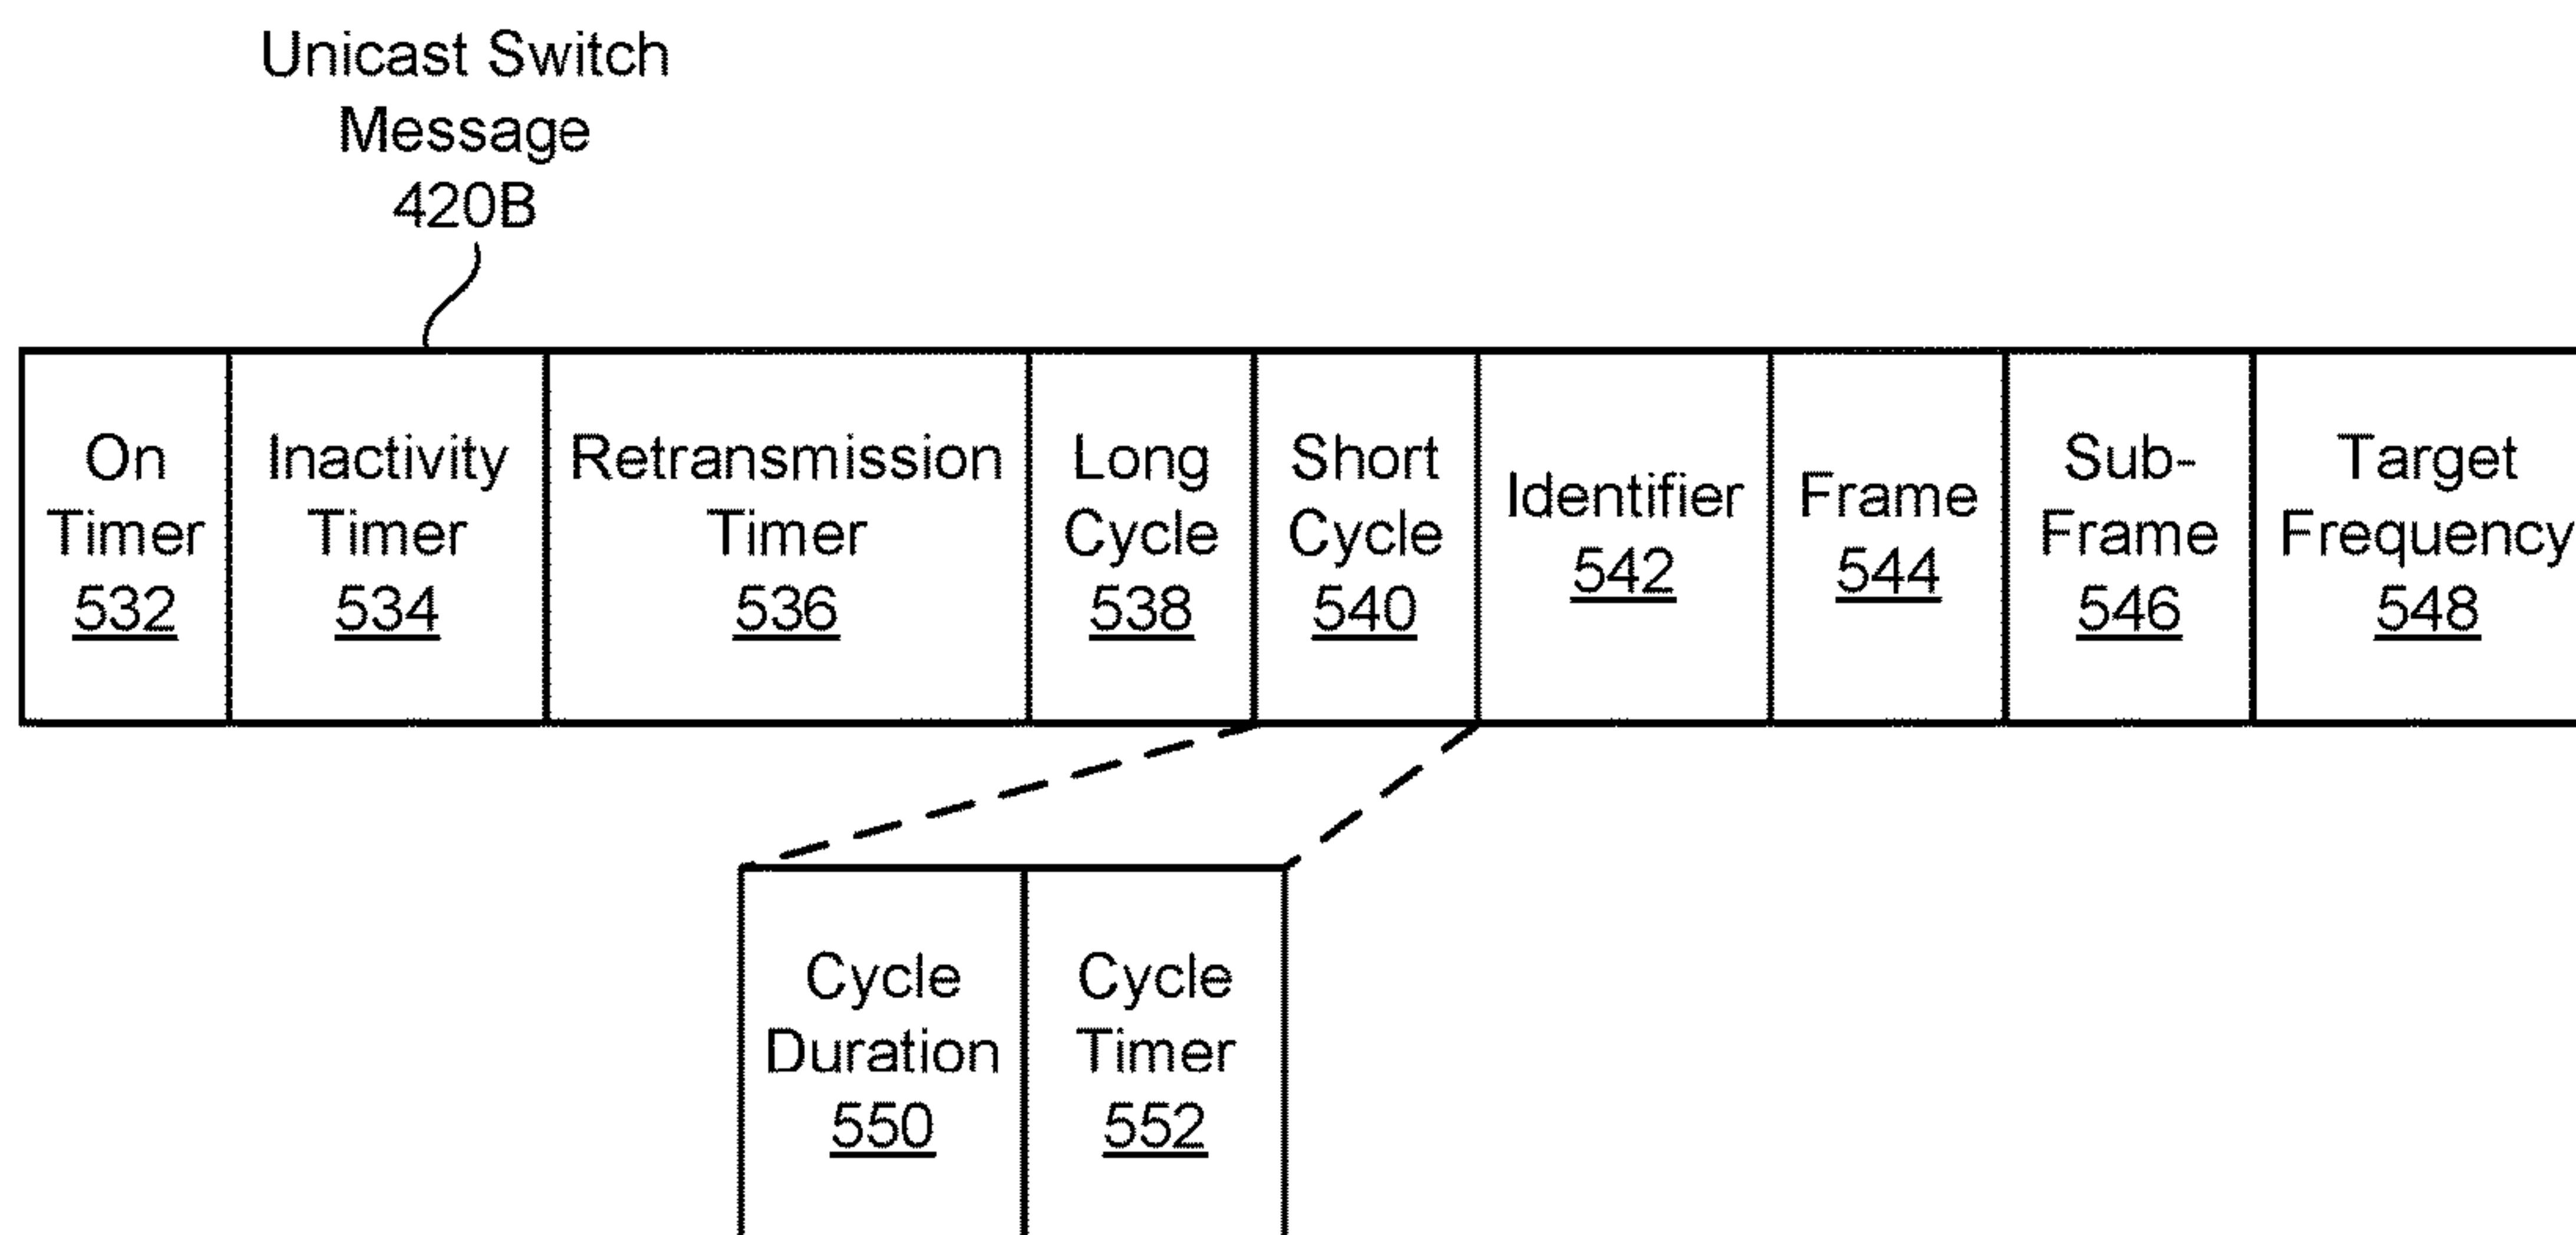 Unicast Switch
Message
420B
On
Timer
532
Inactivity
Timer
534
Retransmission
Timer
536
Long
Cycle
538
Short
Cycle
540
Identifier
542
Frame
544
Sub-
Frame
546
Target
Frequency
548
Cycle
Duration
550
Cycle
Timer
552